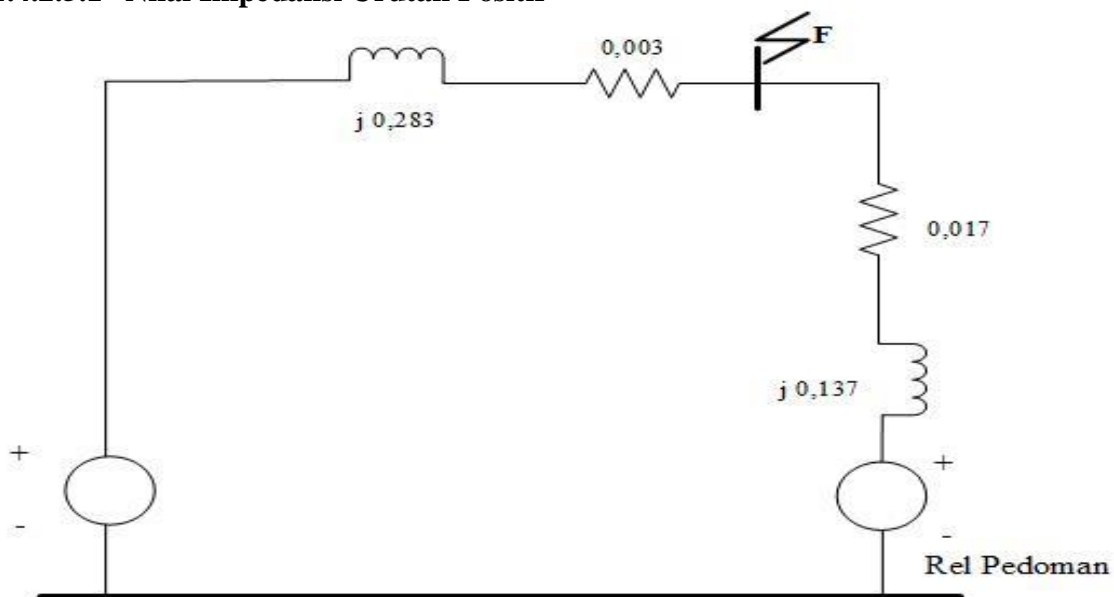 Nilai Impedansi Urutan Positif
0,003
F
j 0,283
0,017
j 0,137
+
-
+
-
Rel Pedoman